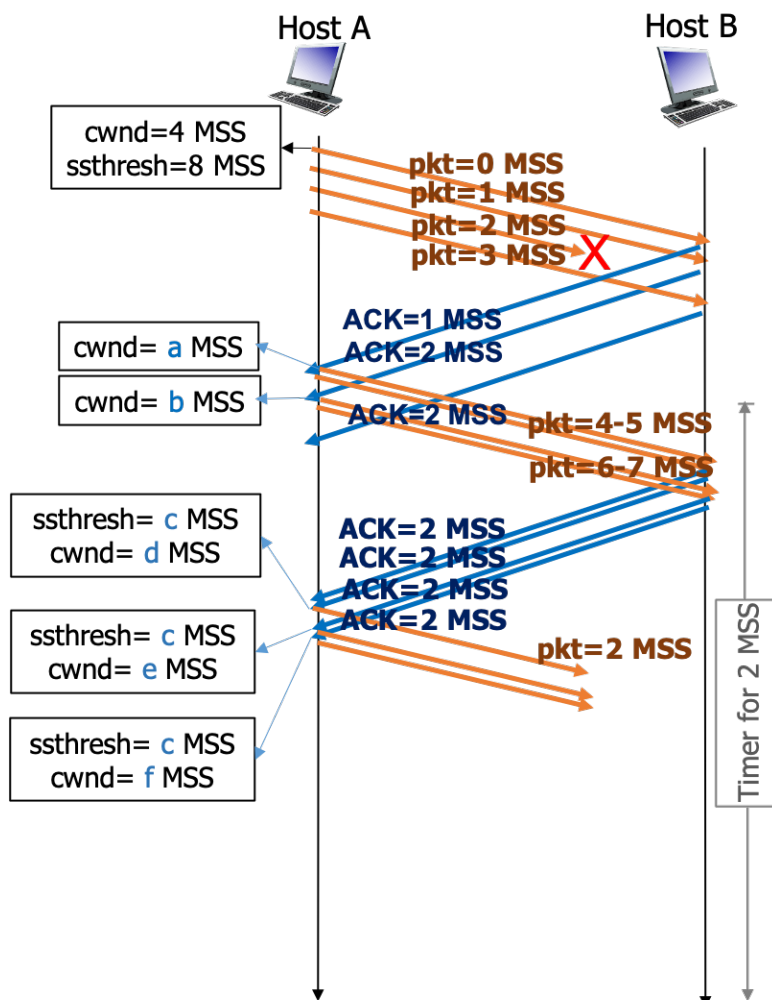 Host A
Host B
cwnd=4 MSS
ssthresh=8 MSS
pkt=0 MSS
pkt=1 MSS
pkt=2 MSS
X
pkt=3 MSS
ACK=1 MSS
cwnd= a MSS
ACK=2 MSS
cwnd= b MSS
ACK=2 MSS
pkt=4-5 MSS
pkt=6-7 MSS
ssthresh= c MSS
cwnd= d MSS
ACK=2 MSS
ACK=2 MSS
ACK=2 MSS
ACK=2 MSS
ssthresh= c MSS
cwnd= e MSS
pkt=2 MSS
ssthresh= c MSS
cwnd= f MSS
Timer for 2 MSS